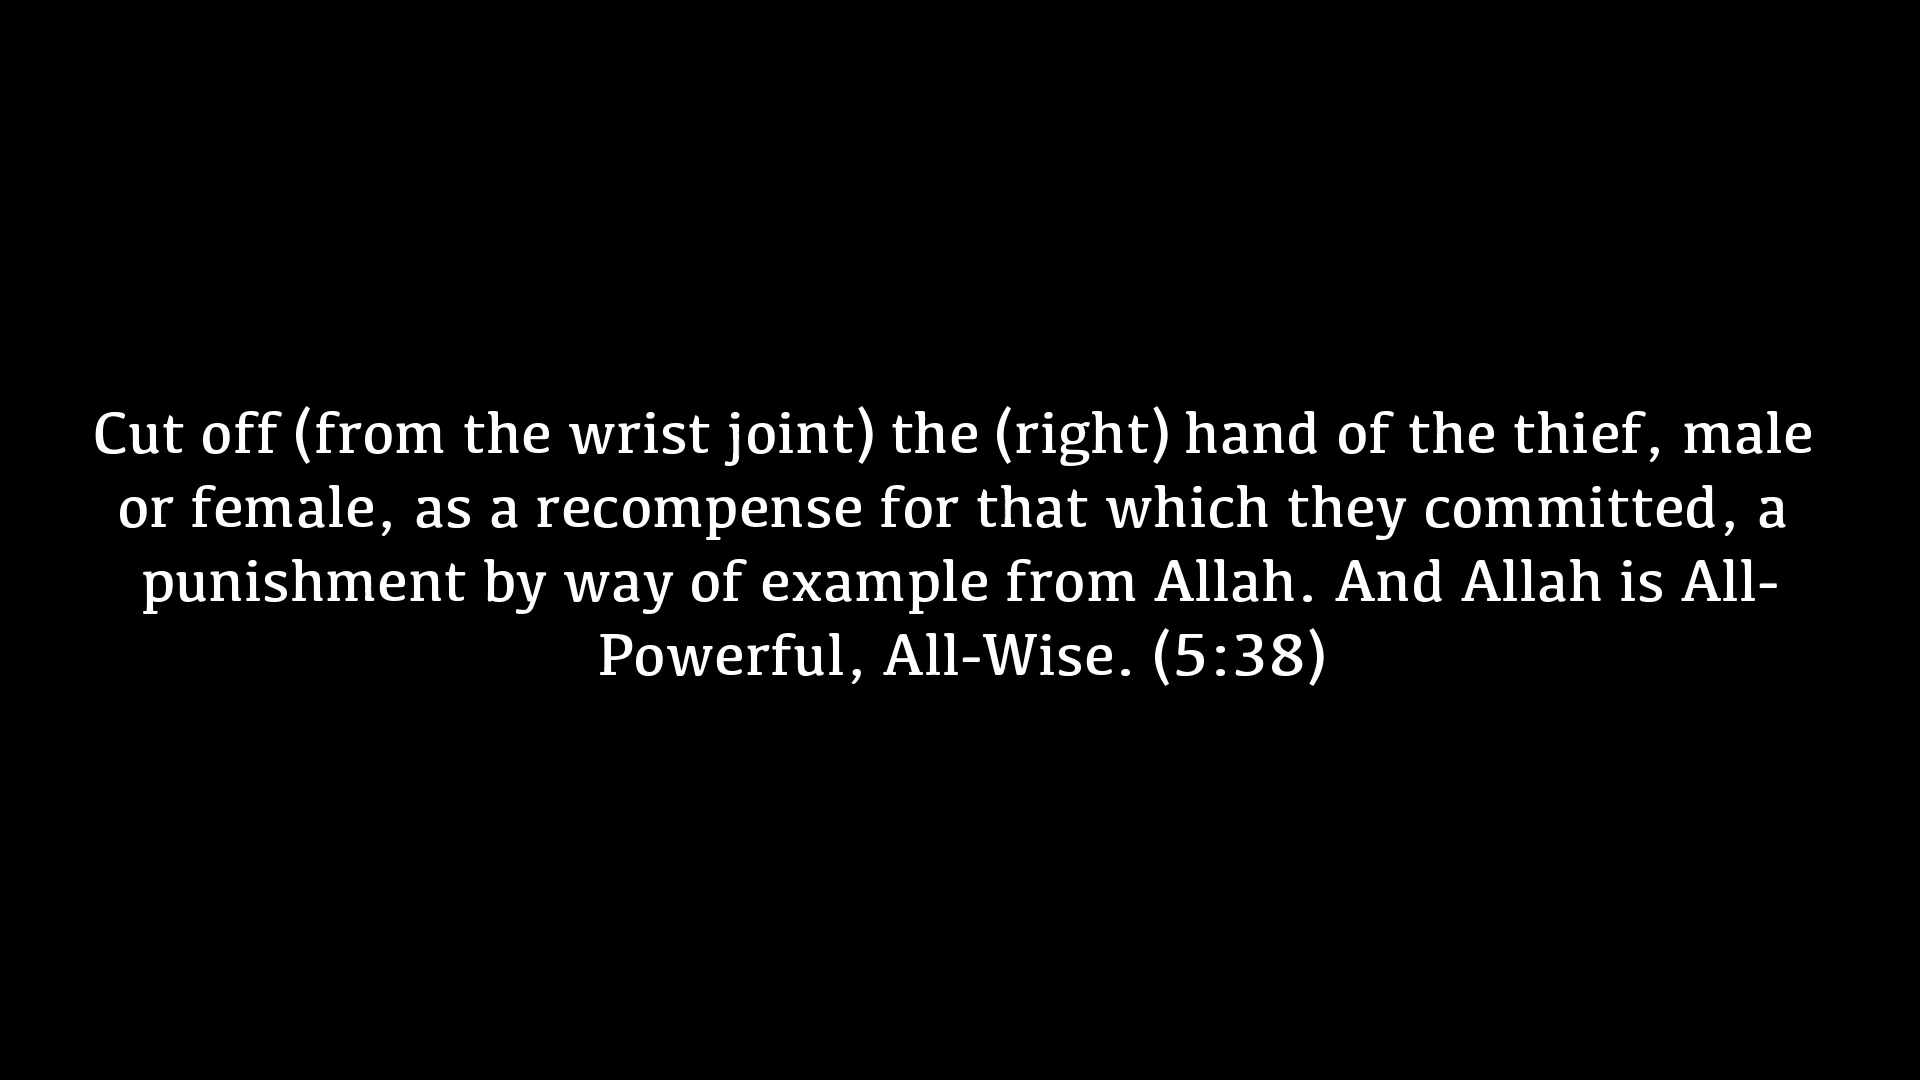 Cut off (from the wrist joint) the (right) hand of the thief, male
or female, as a recompense for that which they committed, a
punishment by way of example from Allah. And Allah is All-
Powerful, All-Wise. (5:38)